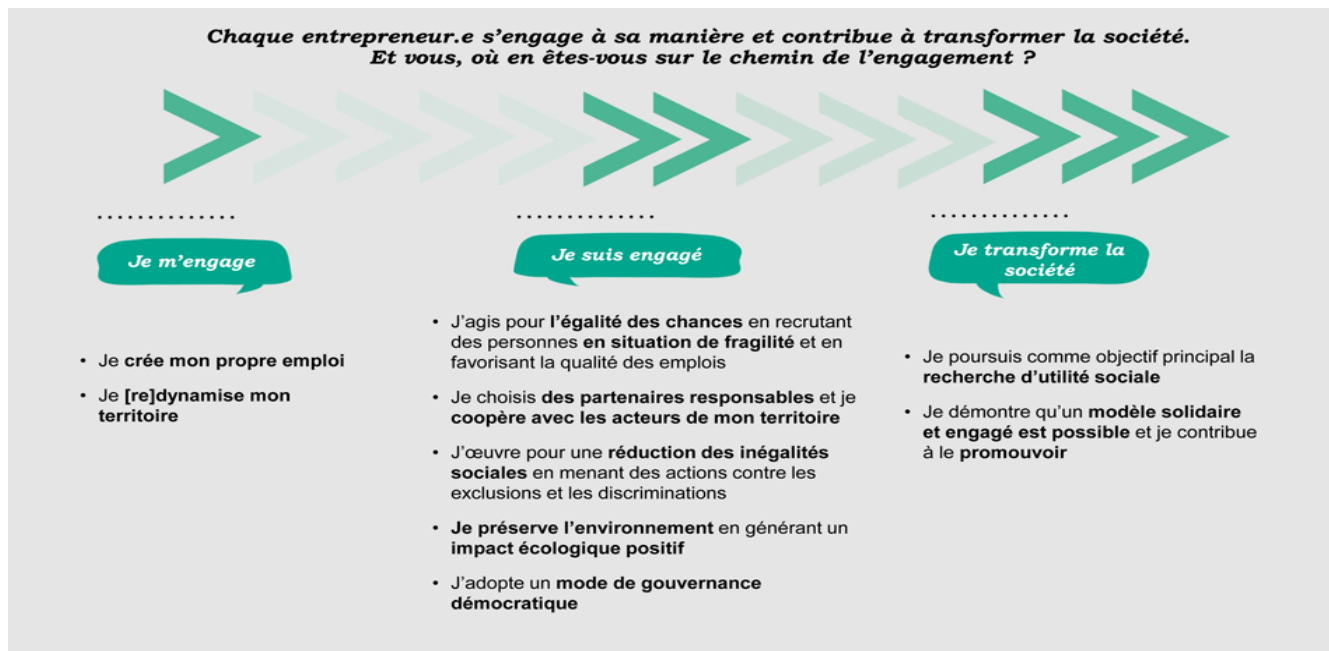 Chaque entrepreneur.e s’engage à sa manière et contribue à transformer la société.
Et vous, où en êtes-vous sur le chemin de l’engagement ?
Je m’engage
• Je crée mon propre emploi
• Je [re]dynamise mon
territoire
Je suis engagé
• J’agis pour l’égalité des chances en recrutant
des personnes en situation de fragilité et en
favorisant la qualité des emplois
• Je choisis des partenaires responsables et je
coopère avec les acteurs de mon territoire
• J’œuvre pour une réduction des inégalités
sociales en menant des actions contre les
exclusions et les discriminations
• Je préserve l’environnement en générant un
impact écologique positif
• J’adopte un mode de gouvernance
démocratique
Je transforme la
société
• Je poursuis comme objectif principal la
recherche d’utilité sociale
• Je démontre qu’un modèle solidaire
et engagé est possible et je contribue
à le promouvoir